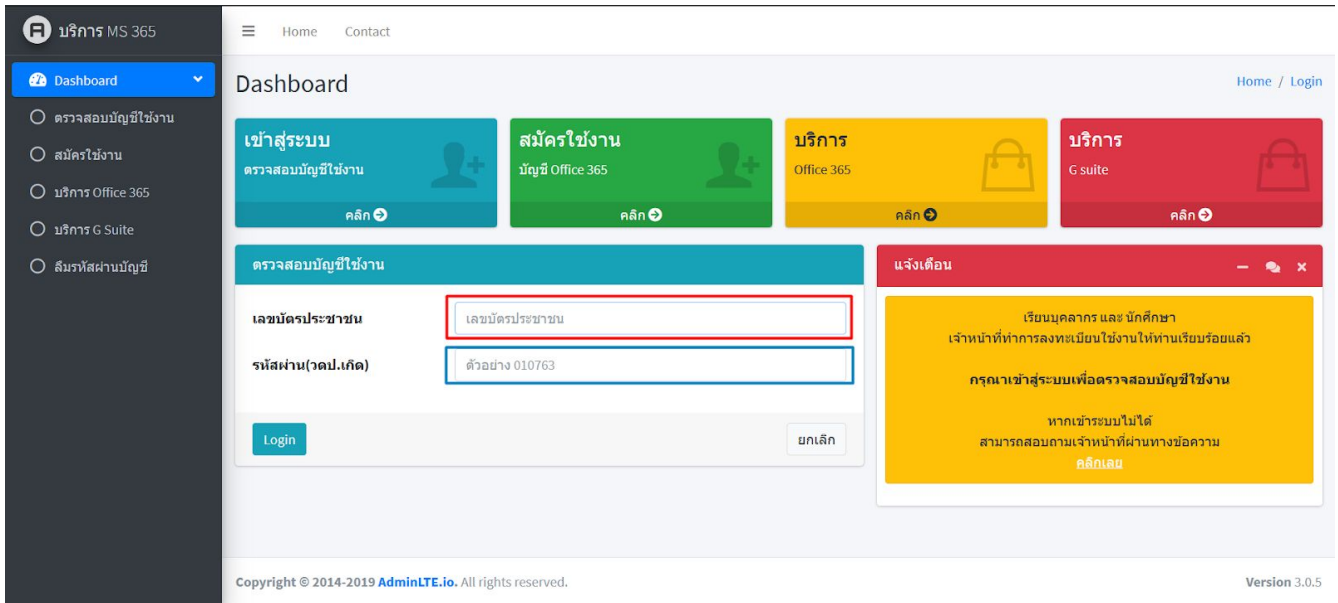 บริการ MS 365
Home Contact
Dashboard
ตรวจสอบบัญชีใช้งาน
สมัครใช้งาน
บริการ Office 365
บริการ G Suite
ลืมรหัสผ่านบัญชี
Dashboard
Home / Login
เข้าสู่ระบบ
ตรวจสอบบัญชีใช้งาน
คลิก
สมัครใช้งาน
บัญชี Office 365
คลิก
บริการ
Office 365
คลิก
บริการ
G suite
คลิก
ตรวจสอบบัญชีใช้งาน
เลขบัตรประชาชน
เลขบัตรประชาชน
รหัสผ่าน(วดป.เกิด)
ตัวอย่าง 010763
Login
ยกเลิก
แจ้งเตือน
เรียนบุคลากร และ นักศึกษา
เจ้าหน้าที่ทำการลงทะเบียนใช้งานให้ท่านเรียบร้อยแล้ว
กรุณาเข้าสู่ระบบเพื่อตรวจสอบบัญชีใช้งาน
หากเข้าระบบไม่ได้
สามารถสอบถามเจ้าหน้าที่ผ่านทางข้อความ
คลิกเลย
Copyright © 2014-2019 AdminLTE.io. All rights reserved.
Version 3.0.5